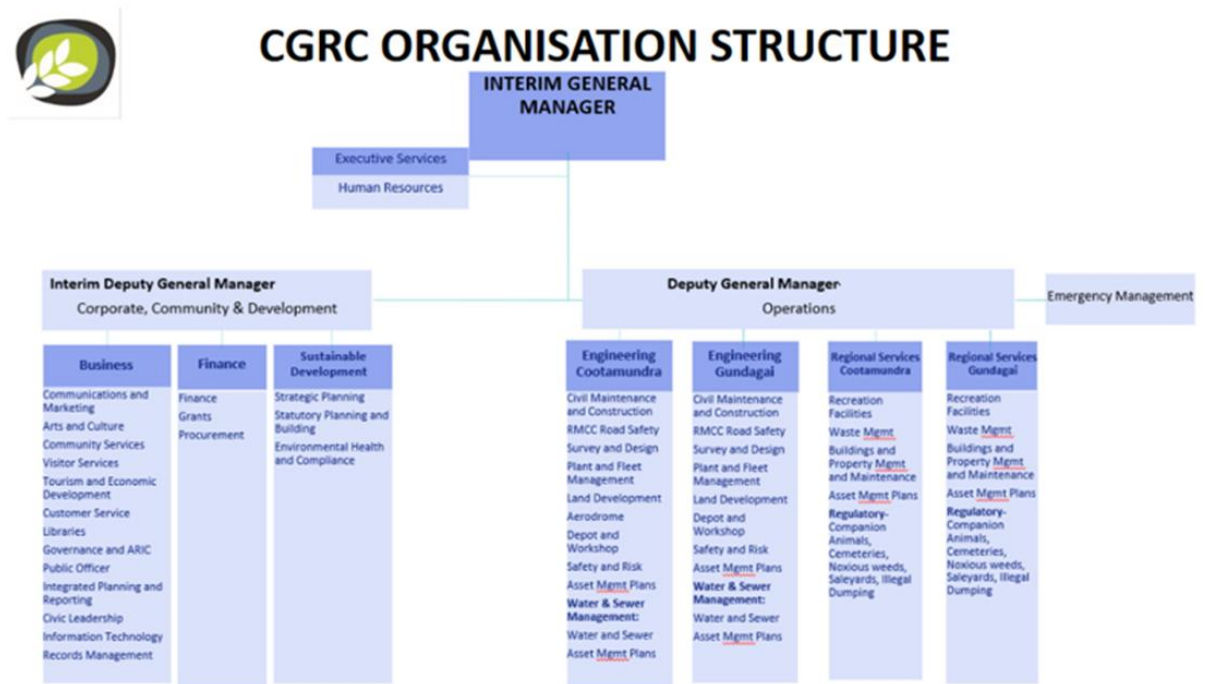 CGRC ORGANISATION STRUCTURE
INTERIM GENERAL
MANAGER
Executive Services
Human Resources
Interim Deputy General Manager
Corporate, Community & Development
Deputy General Manager
Operations
Emergency Management
Business
Communications and
Marketing
Arts and Culture
Community Services
Visitor Services
Tourism and Economic
Development
Customer Service
Libraries
Governance and ARIC
Public Officer
Integrated Planning and
Reporting
Civic Leadership
Information Technology
Records Management
Finance
Finance
Grants
Procurement
Sustainable
Development
Strategic Planning
Statutory Planning and
Building
Environmental Health
and Compliance
Engineering
Cootamundra
Civil Maintenance
and Construction
RMCC Road Safety
Survey and Design
Plant and Fleet
Management
Land Development
Aerodrome
Depot and
Workshop
Safety and Risk
Asset Mgmt Plans
Water & Sewer
Management:
Water and Sewer
Asset Mgmt Plans
Engineering
Gundagai
Civil Maintenance
and Construction
RMCC Road Safety
Survey and Design
Plant and Fleet
Management
Land Development
Depot and
Workshop
Safety and Risk
Asset Mgmt Plans
Water & Sewer
Management:
Water and Sewer
Asset Mgmt Plans
Regional Services
Cootamundra
Recreation
Facilities
Waste Mgmt
Buildings and
Property Mgmt
and Maintenance
Asset Mgmt Plans
Regulatory-
Companion
Animals,
Cemeteries,
Noxious weeds,
Saleyards, Illegal
Dumping
Regional Services
Gundagai
Recreation
Facilities
Waste Mgmt
Buildings and
Property Mgmt
and Maintenance
Asset Mgmt Plans
Regulatory-
Companion
Animals,
Cemeteries,
Noxious weeds,
Saleyards, Illegal
Dumping